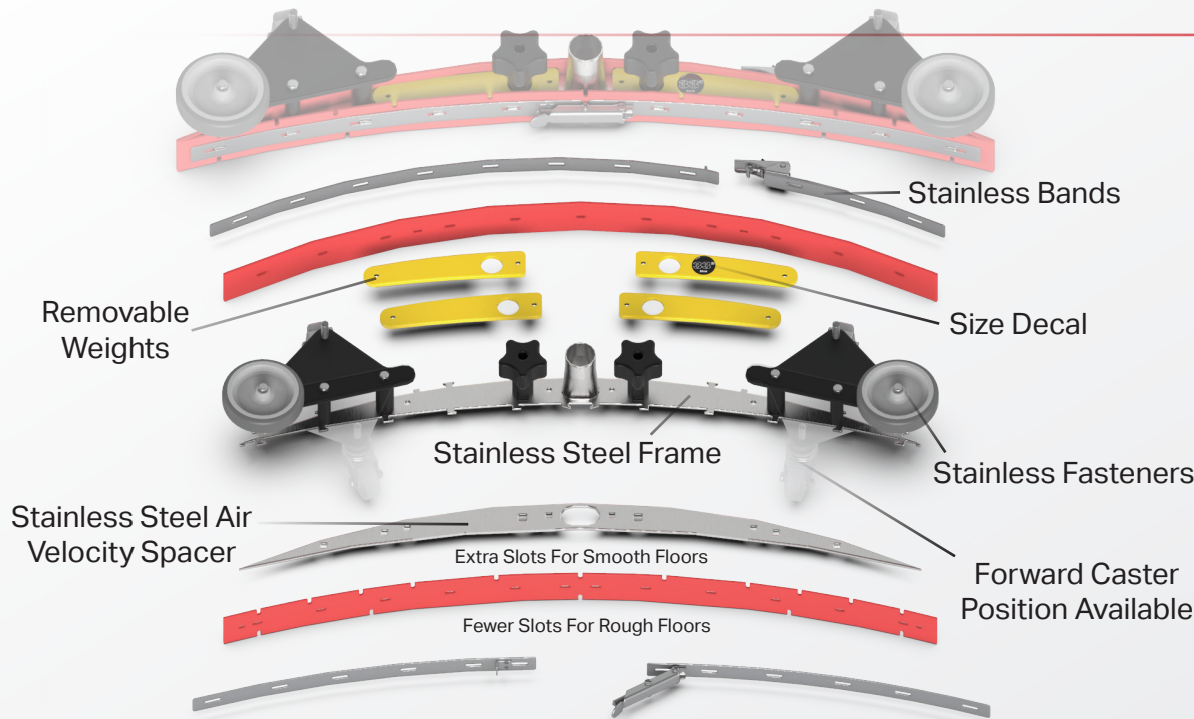 Stainless Bands
Removable
Weights
Size Decal
Stainless Steel Frame
Stainless Fasteners
Stainless Steel Air
Velocity Spacer
Extra Slots For Smooth Floors
Forward Caster
Position Available
Fewer Slots For Rough Floors